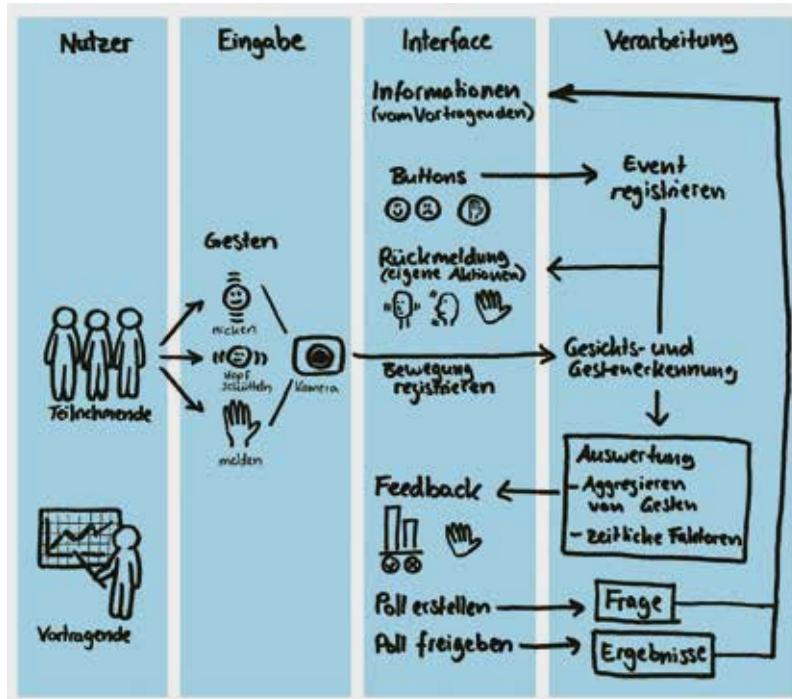 Nutzer
Eingabe
Interface
Verarbeitung
Informationen
(vom Vortragenden)
Buttons
Event
registrieren
Gesten
Rückmeldung
(eigene Aktionen)
nicken
Kopf
schütteln
Kamera
melden
Teilnehmende
Bewegung
registrieren
Gesichts- und
Gestenerkennung
Auswertung
- Aggregieren
von Gesten
- zeitliche Faktoren
Feedback
Vortragende
Poll erstellen
Frage
Poll freigeben
Ergebnisse